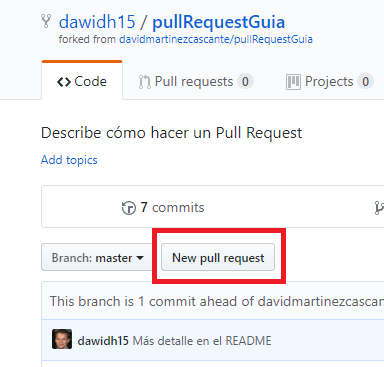 dawidh15 / pullRequestGuia
forked from davidmartinezcascante/pullRequestGuia
Code Pull requests 0 Projects 0
Describe cómo hacer un Pull Request
Add topics
7 commits
Branch: master New pull request
This branch is 1 commit ahead of
dawidh15 Más detalle en el README